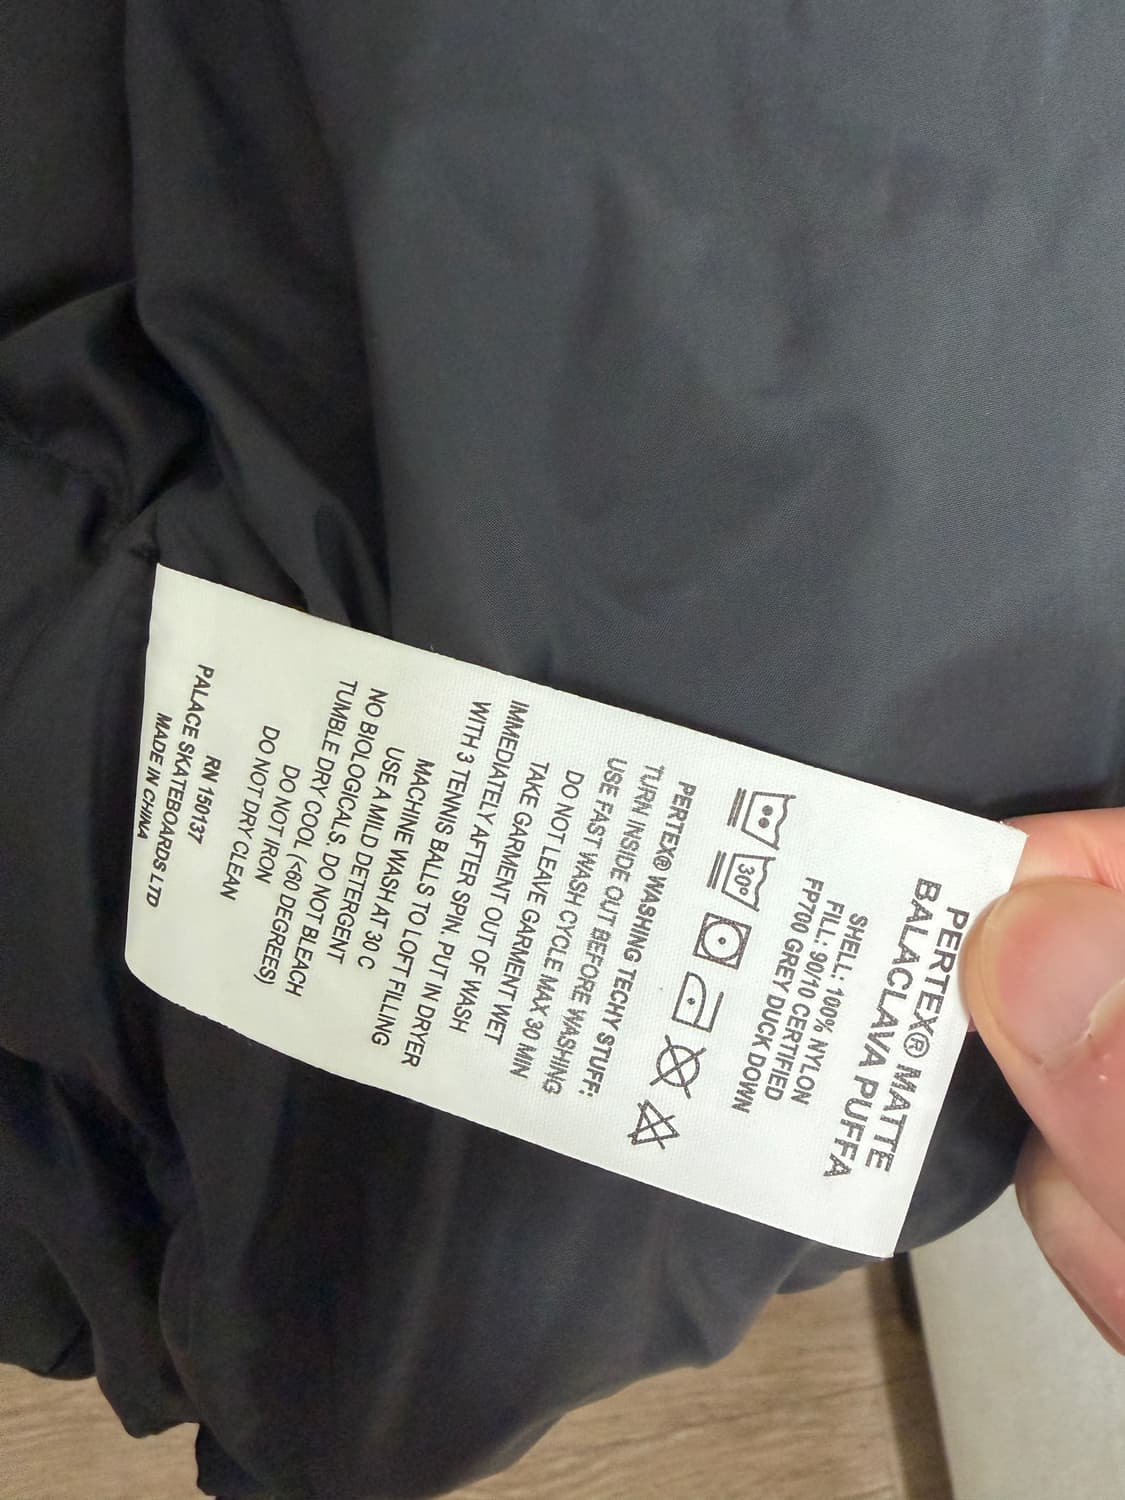 PERTEX® MATTE
BALACLAVA PUFFA
SHELL: 100% NYLON
FILL: 90/10 CERTIFIED
FP700 GREY DUCK DOWN
30°
PERTEX® WASHING TECHY STUFF:
TURN INSIDE OUT BEFORE WASHING
USE FAST WASH CYCLE MAX 30 MIN
DO NOT LEAVE GARMENT WET
TAKE GARMENT OUT OF WASH
IMMEDIATELY AFTER SPIN. PUT IN DRYER
WITH 3 TENNIS BALLS TO LOFT FILLING
MACHINE WASH AT 30 C
USE A MILD DETERGENT
NO BIOLOGICALS. DO NOT BLEACH
TUMBLE DRY COOL (<60 DEGREES)
DO NOT IRON
DO NOT DRY CLEAN
RN 150137
PALACE SKATEBOARDS LTD
MADE IN CHINA